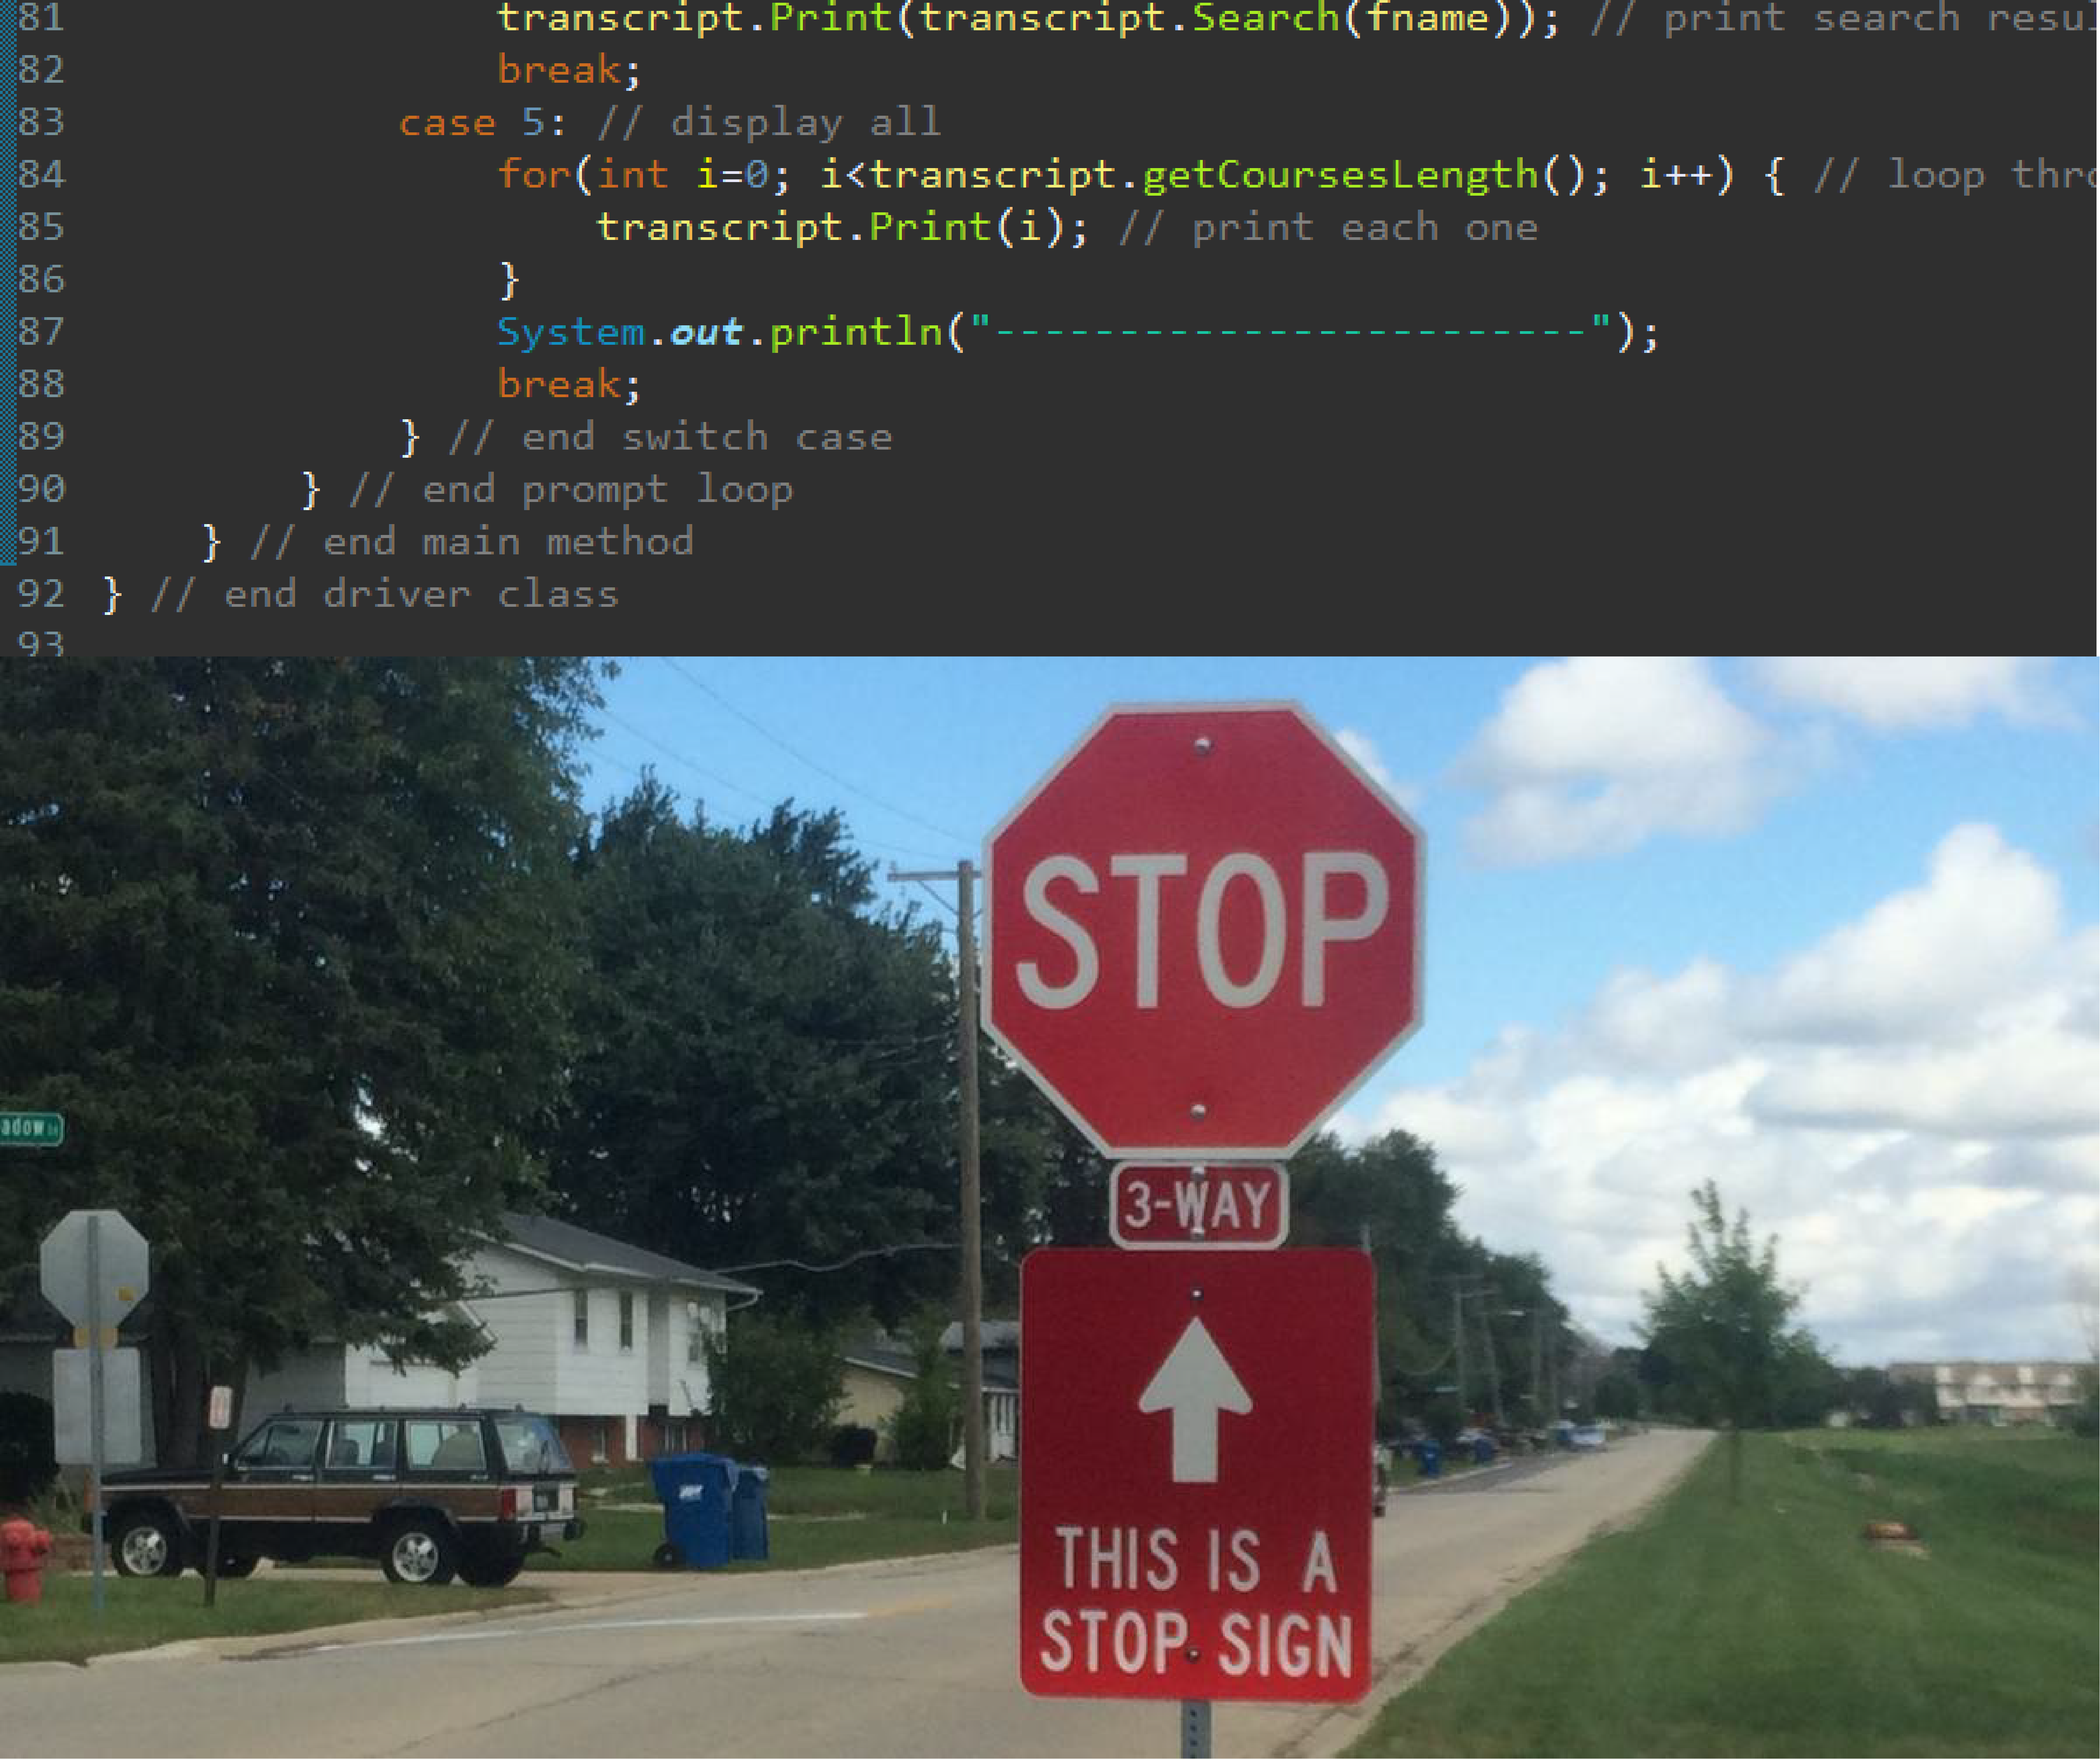 81 transcript.Print(transcript.Search(fname)); // print search
82 break;
83 case 5: // display all
84 for(int i=0; i<transcript.getCoursesLength(); i++) { // loop
85 transcript.Print(i); // print each one
86 }
87 System.out.println("------------------------");
88 break;
89 } // end switch case
90 } // end prompt loop
91 } // end main method
92 } // end driver class
93
STOP
3-WAY
THIS IS A
STOP SIGN